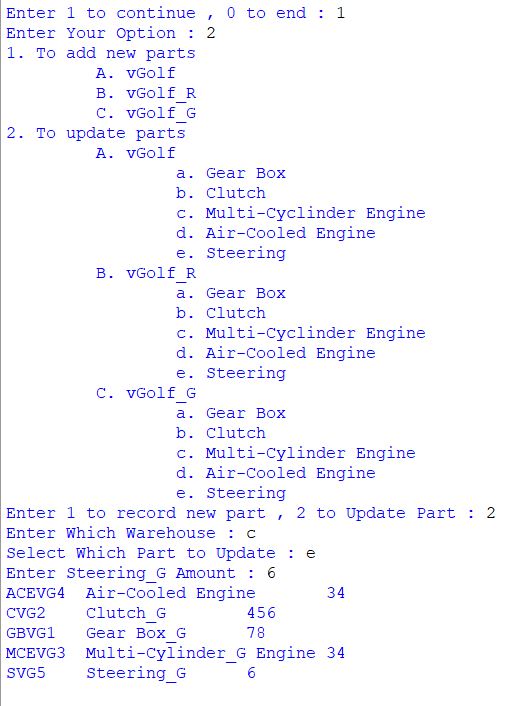 Enter 1 to continue , 0 to end : 1
Enter Your Option : 2
1. To add new parts
A. vGolf
B. vGolf_R
C. vGolf_G
2. To update parts
A. vGolf
a. Gear Box
b. Clutch
c. Multi-Cyclinder Engine
d. Air-Cooled Engine
e. Steering
B. vGolf_R
a. Gear Box
b. Clutch
c. Multi-Cyclinder Engine
d. Air-Cooled Engine
e. Steering
C. vGolf_G
a. Gear Box
b. Clutch
c. Multi-Cylinder Engine
d. Air-Cooled Engine
e. Steering
Enter 1 to record new part , 2 to Update Part : 2
Enter Which Warehouse : c
Select Which Part to Update : e
Enter Steering_G Amount : 6
ACEVG4 Air-Cooled Engine 34
CVG2 Clutch_G 456
GBVG1 Gear Box_G 78
MCEVG3 Multi-Cylinder_G Engine 34
SVG5 Steering_G 6